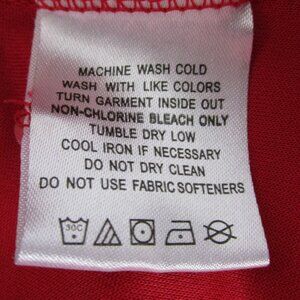 MACHINE WASH COLD
WASH WITH LIKE COLORS
TURN GARMENT INSIDE OUT
NON-CHLORINE BLEACH ONLY
TUMBLE DRY LOW
COOL IRON IF NECESSARY
DO NOT DRY CLEAN
DO NOT USE FABRIC SOFTENERS
30C